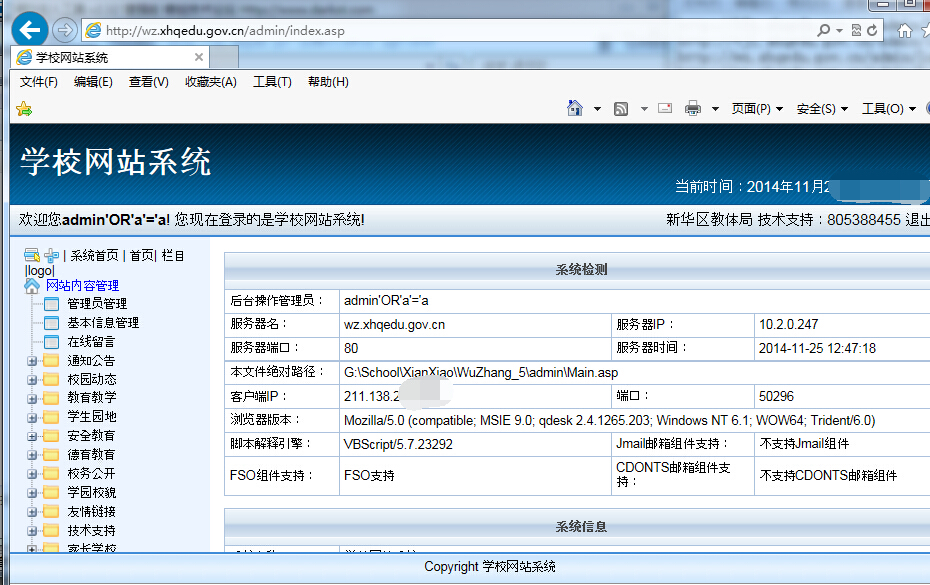 http://wz.xhqedu.gov.cn/admin/index.asp
学校网站系统
文件(F) 编辑(E) 查看(V) 收藏夹(A) 工具(T) 帮助(H)
页面(P) 安全(S) 工具(O)
学校网站系统
当前时间：2014年11月2
欢迎您admin'OR'a'='a! 您现在登录的是学校网站系统!
新华区教体局 技术支持：805388455 退出
| 系统首页 | 首页| 栏目
|logo|
网站内容管理
管理员管理
基本信息管理
在线留言
通知公告
校园动态
教育教学
学生园地
安全教育
德育教育
校务公开
学园校貌
友情链接
技术支持
家长学校
系统检测
后台操作管理员： admin'OR'a'='a
服务器名： wz.xhqedu.gov.cn 服务器IP： 10.2.0.247
服务器端口： 80 服务器时间： 2014-11-25 12:47:18
本文件绝对路径： G:\School\XianXiao\WuZhang_5\admin\Main.asp
客户端IP： 211.138.2 端口： 50296
浏览器版本： Mozilla/5.0 (compatible; MSIE 9.0; qdesk 2.4.1265.203; Windows NT 6.1; WOW64; Trident/6.0)
脚本解释引擎： VBScript/5.7.23292 Jmail邮箱组件支持： 不支持Jmail组件
FSO组件支持： FSO支持 CDONTS邮箱组件支持： 不支持CDONTS邮箱组件
系统信息
Copyright 学校网站系统